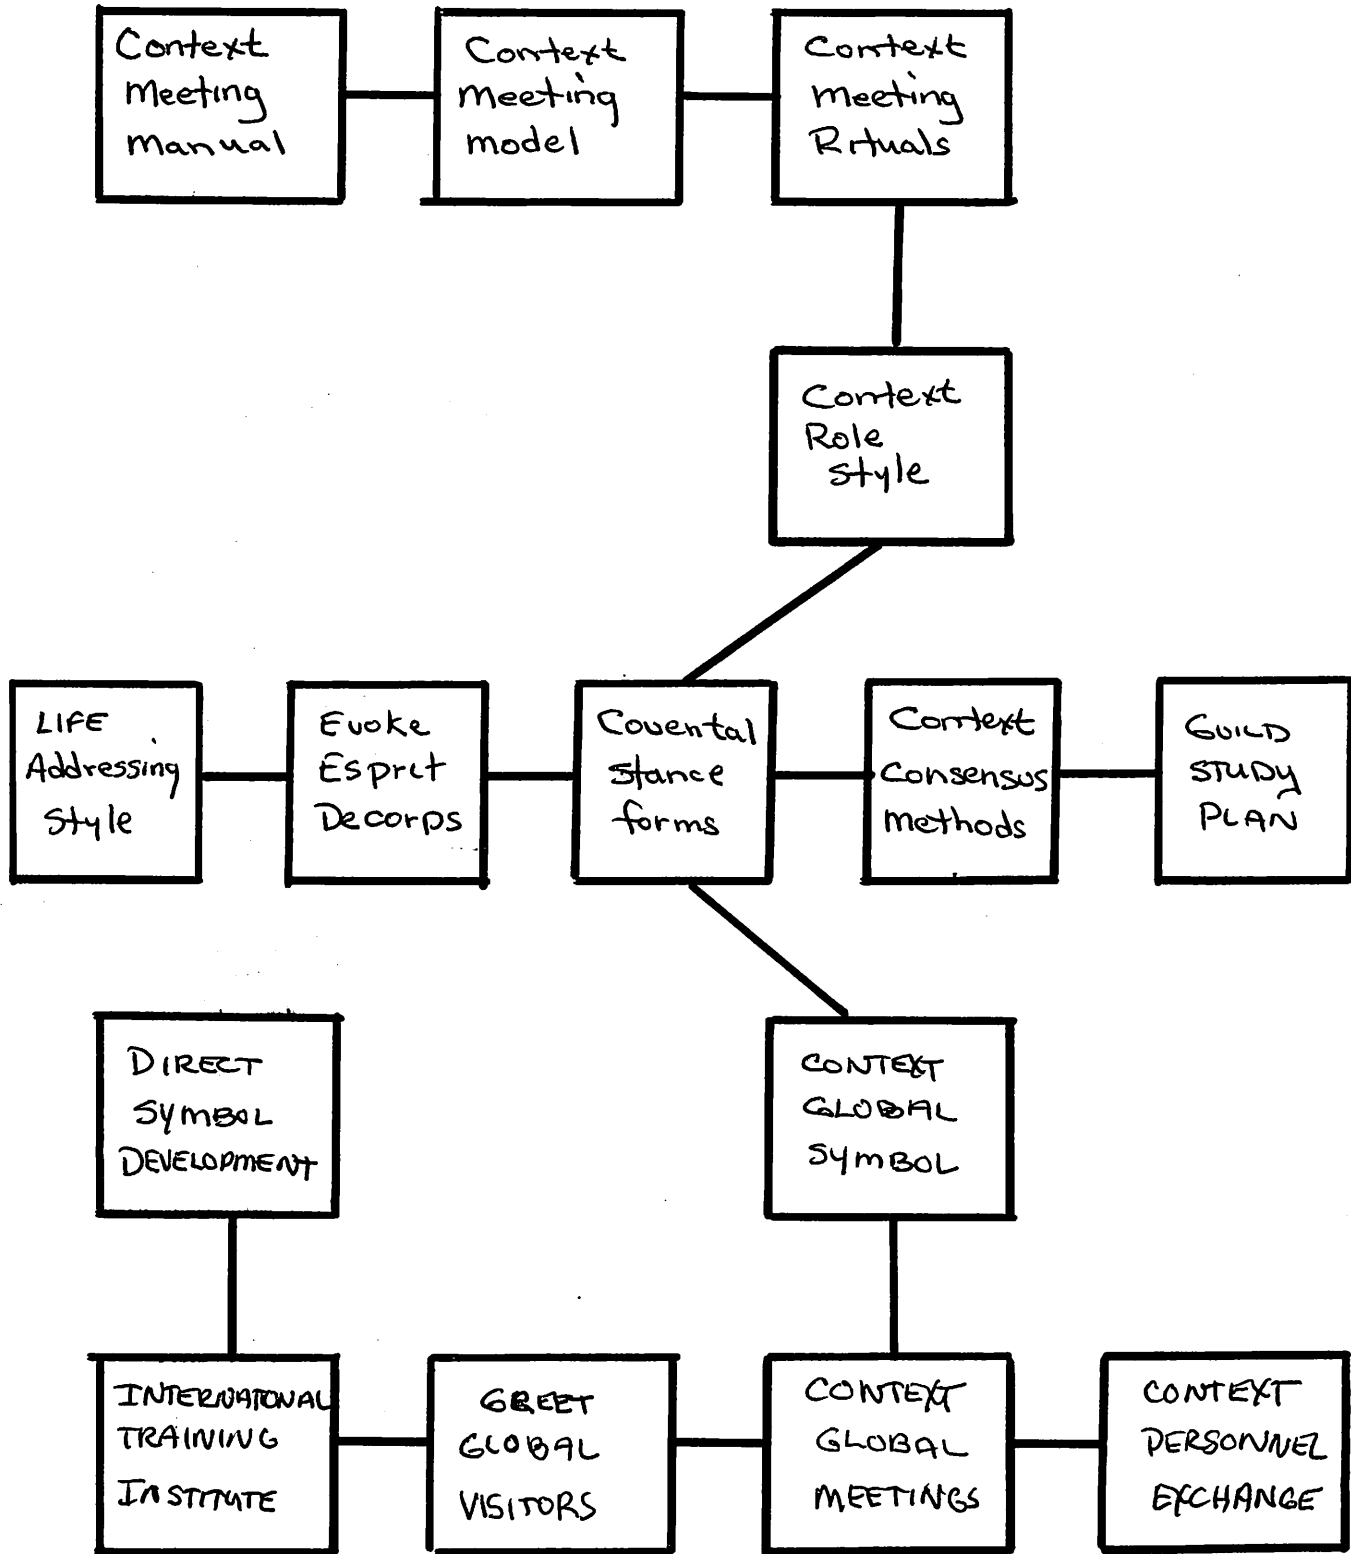 Context
Meeting
Manual
Context
Meeting
model
Context
Meeting
Rituals
Context
Role
Style
LIFE
Addressing
Style
Evoke
Esprit
Decorps
Covental
Stance
forms
Context
Consensus
methods
GUILD
STUDY
PLAN
DIRECT
SYMBOL
DEVELOPMENT
CONTEXT
GLOBAL
SYMBOL
INTERNATIONAL
TRAINING
INSTITUTE
GREET
GLOBAL
VISITORS
CONTEXT
GLOBAL
MEETINGS
CONTEXT
PERSONNEL
EXCHANGE